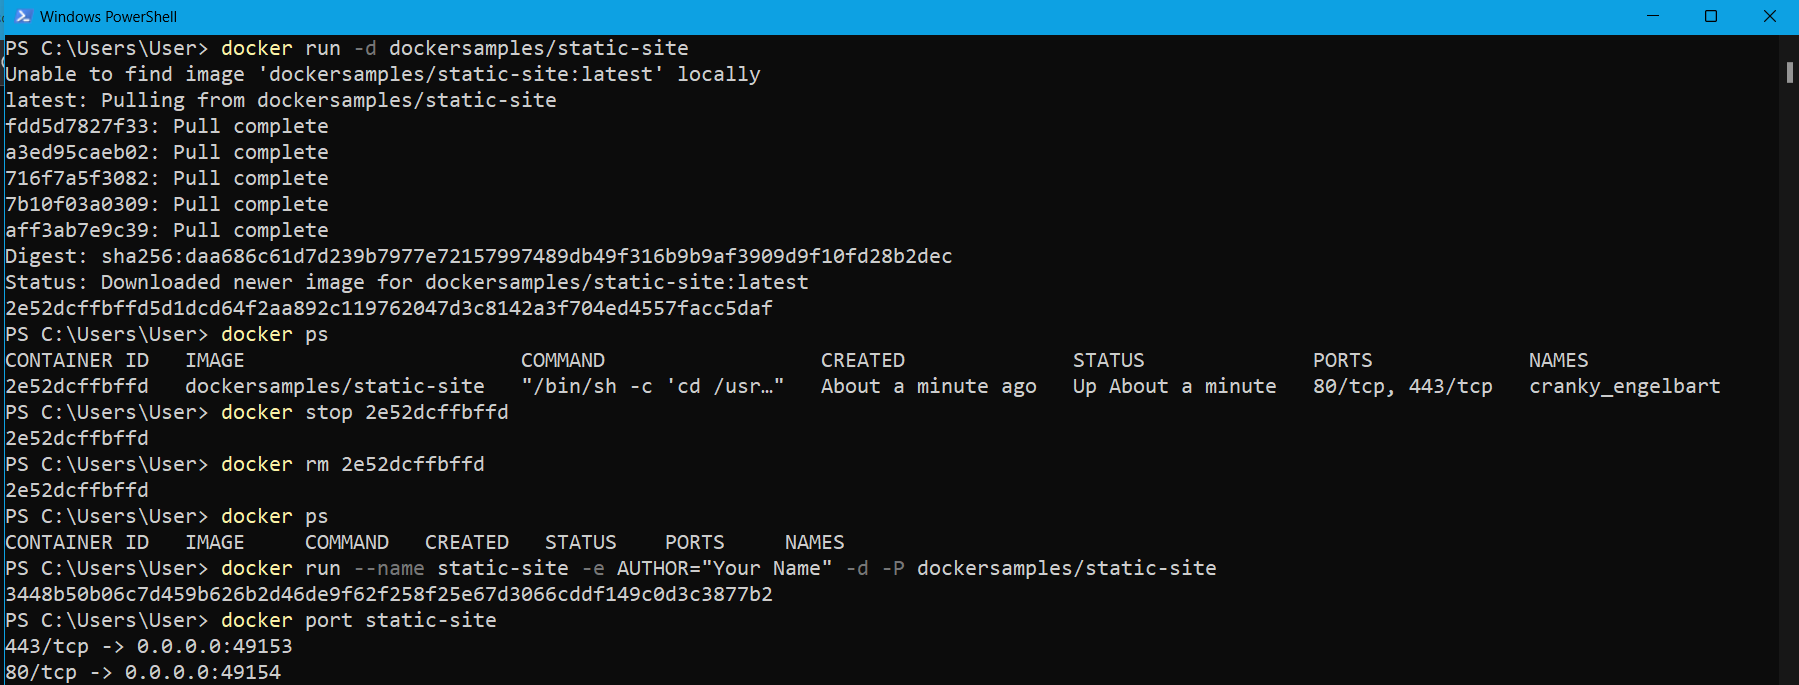 Windows PowerShell
PS C:\Users\User> docker run -d dockersamples/static-site
Unable to find image 'dockersamples/static-site:latest' locally
latest: Pulling from dockersamples/static-site
fdd5d7827f33: Pull complete
a3ed95caeb02: Pull complete
716f7a5f3082: Pull complete
7b10f03a0309: Pull complete
aff3ab7e9c39: Pull complete
Digest: sha256:daa686c61d7d239b7977e72157997489db49f316b9b9af3909d9f10fd28b2dec
Status: Downloaded newer image for dockersamples/static-site:latest
2e52dcffbffd5d1dcd64f2aa892c119762047d3c8142a3f704ed4557facc5daf
PS C:\Users\User> docker ps
CONTAINER ID   IMAGE                       COMMAND                  CREATED              STATUS              PORTS             NAMES
2e52dcffbffd   dockersamples/static-site   "/bin/sh -c 'cd /usr…"   About a minute ago   Up About a minute   80/tcp, 443/tcp   cranky_engelbart
PS C:\Users\User> docker stop 2e52dcffbffd
2e52dcffbffd
PS C:\Users\User> docker rm 2e52dcffbffd
2e52dcffbffd
PS C:\Users\User> docker ps
CONTAINER ID   IMAGE     COMMAND   CREATED   STATUS    PORTS     NAMES
PS C:\Users\User> docker run --name static-site -e AUTHOR="Your Name" -d -P dockersamples/static-site
3448b50b06c7d459b626b2d46de9f62f258f25e67d3066cddf149c0d3c3877b2
PS C:\Users\User> docker port static-site
443/tcp -> 0.0.0.0:49153
80/tcp -> 0.0.0.0:49154